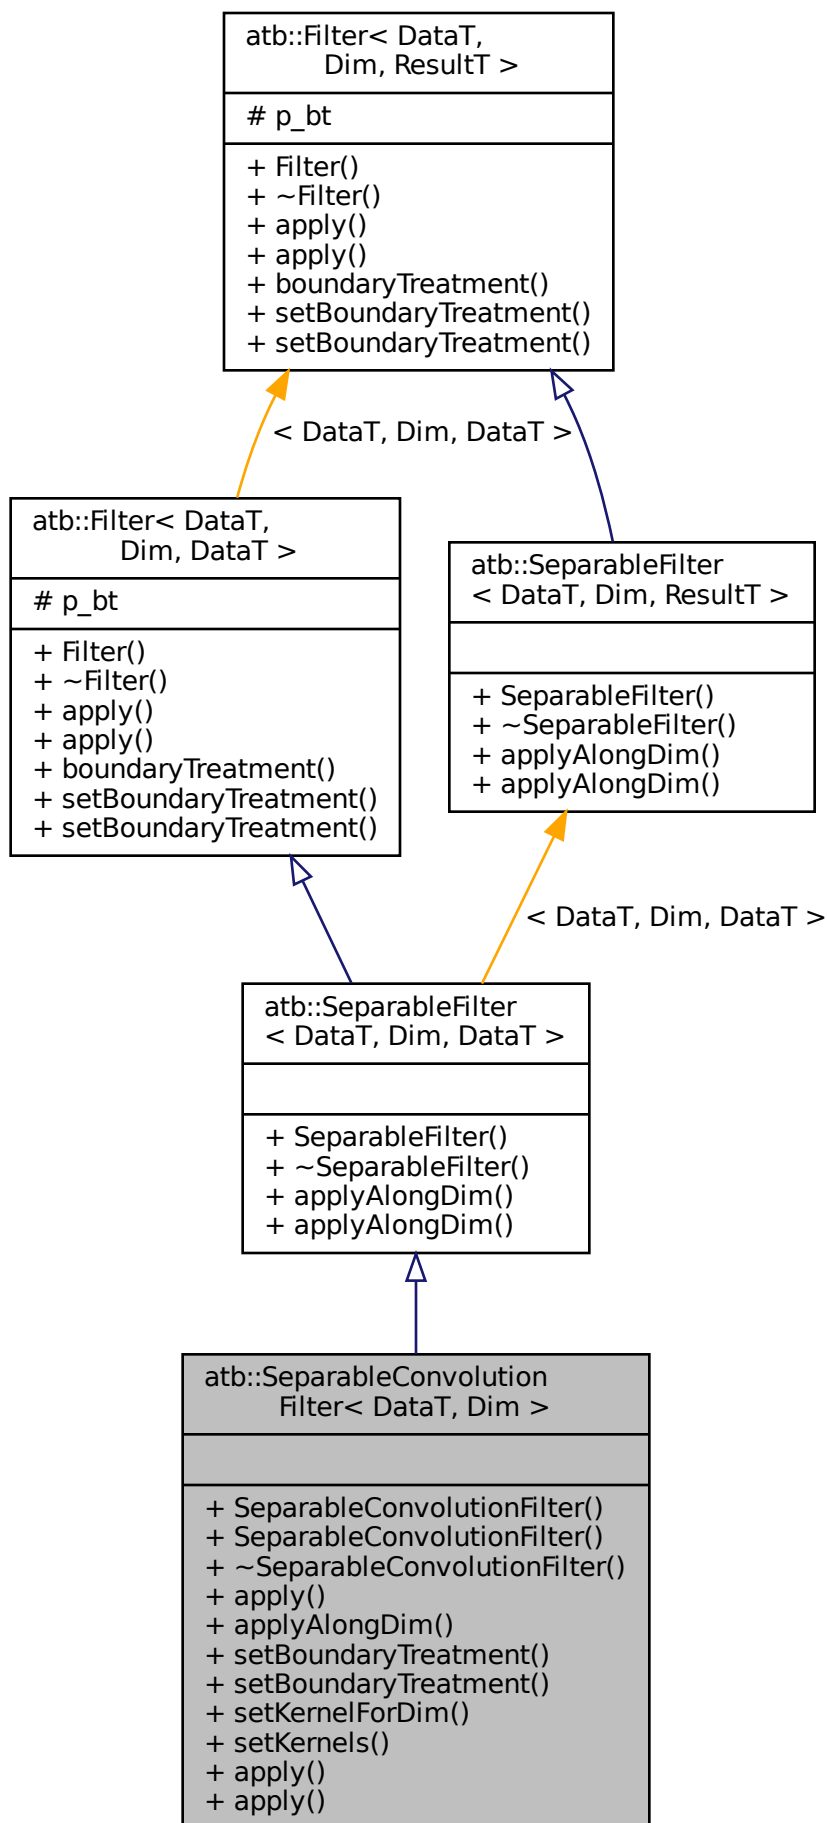 atb::Filter< DataT,
Dim, ResultT >
# p_bt
+ Filter()
+ ~Filter()
+ apply()
+ apply()
+ boundaryTreatment()
+ setBoundaryTreatment()
+ setBoundaryTreatment()
< DataT, Dim, DataT >
atb::Filter< DataT,
Dim, DataT >
# p_bt
+ Filter()
+ ~Filter()
+ apply()
+ apply()
+ boundaryTreatment()
+ setBoundaryTreatment()
+ setBoundaryTreatment()
atb::SeparableFilter
< DataT, Dim, ResultT >
+ SeparableFilter()
+ ~SeparableFilter()
+ applyAlongDim()
+ applyAlongDim()
< DataT, Dim, DataT >
atb::SeparableFilter
< DataT, Dim, DataT >
+ SeparableFilter()
+ ~SeparableFilter()
+ applyAlongDim()
+ applyAlongDim()
atb::SeparableConvolution
Filter< DataT, Dim >
+ SeparableConvolutionFilter()
+ SeparableConvolutionFilter()
+ ~SeparableConvolutionFilter()
+ apply()
+ applyAlongDim()
+ setBoundaryTreatment()
+ setBoundaryTreatment()
+ setKernelForDim()
+ setKernels()
+ apply()
+ apply()